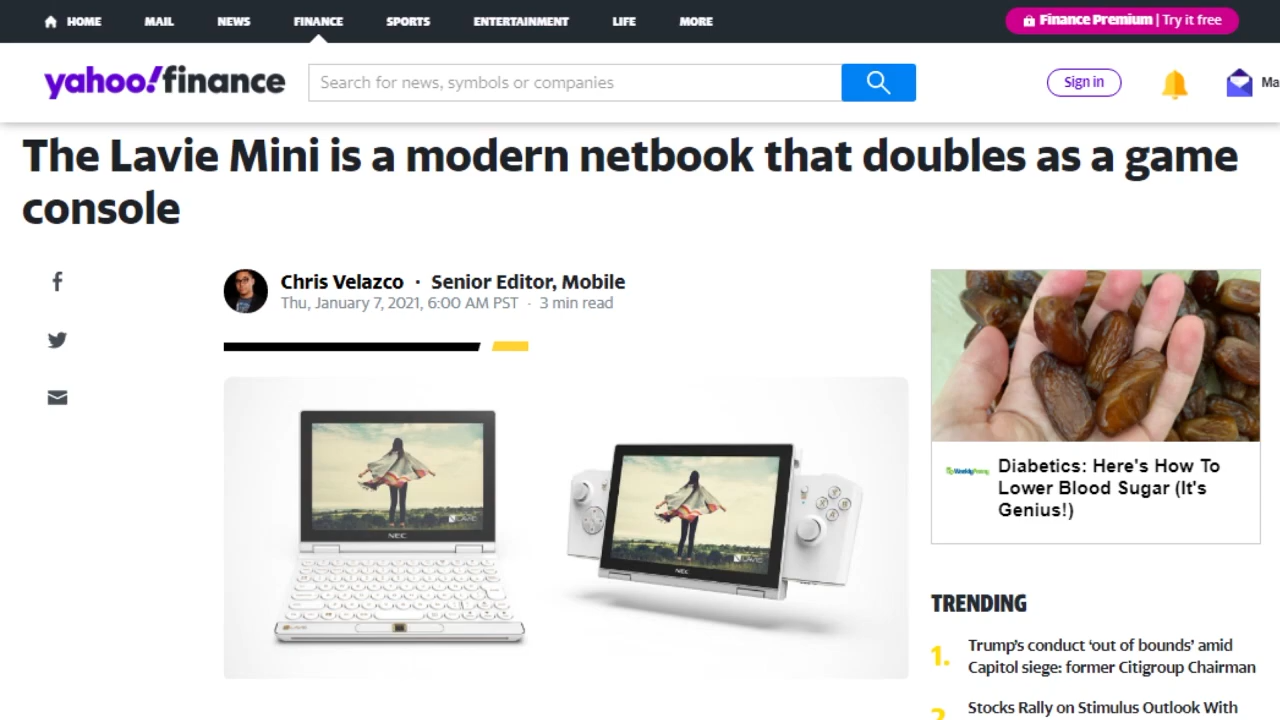 HOME MAIL NEWS FINANCE SPORTS ENTERTAINMENT LIFE MORE Finance Premium | Try it free
yahoo!finance Search for news, symbols or companies Sign in
The Lavie Mini is a modern netbook that doubles as a game
console
Chris Velazco · Senior Editor, Mobile
Thu, January 7, 2021, 6:00 AM PST · 3 min read
LAVIE
NEC
LAVIE
NEC
Diabetics: Here's How To
Lower Blood Sugar (It's
Genius!)
TRENDING
1. Trump's conduct 'out of bounds' amid
Capitol siege: former Citigroup Chairman
Stocks Rally on Stimulus Outlook With